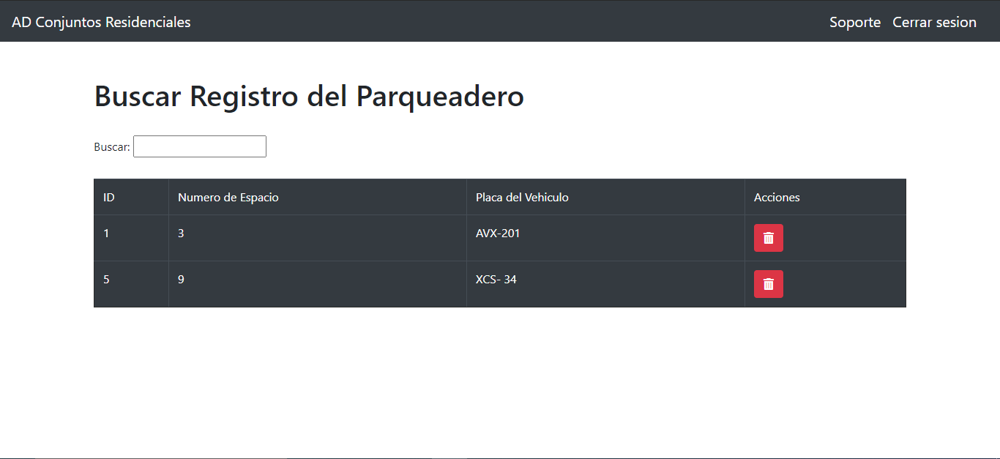 AD Conjuntos Residenciales Soporte Cerrar sesion
Buscar Registro del Parqueadero
Buscar:
ID Numero de Espacio Placa del Vehiculo Acciones
1 3 AVX-201
5 9 XCS- 34